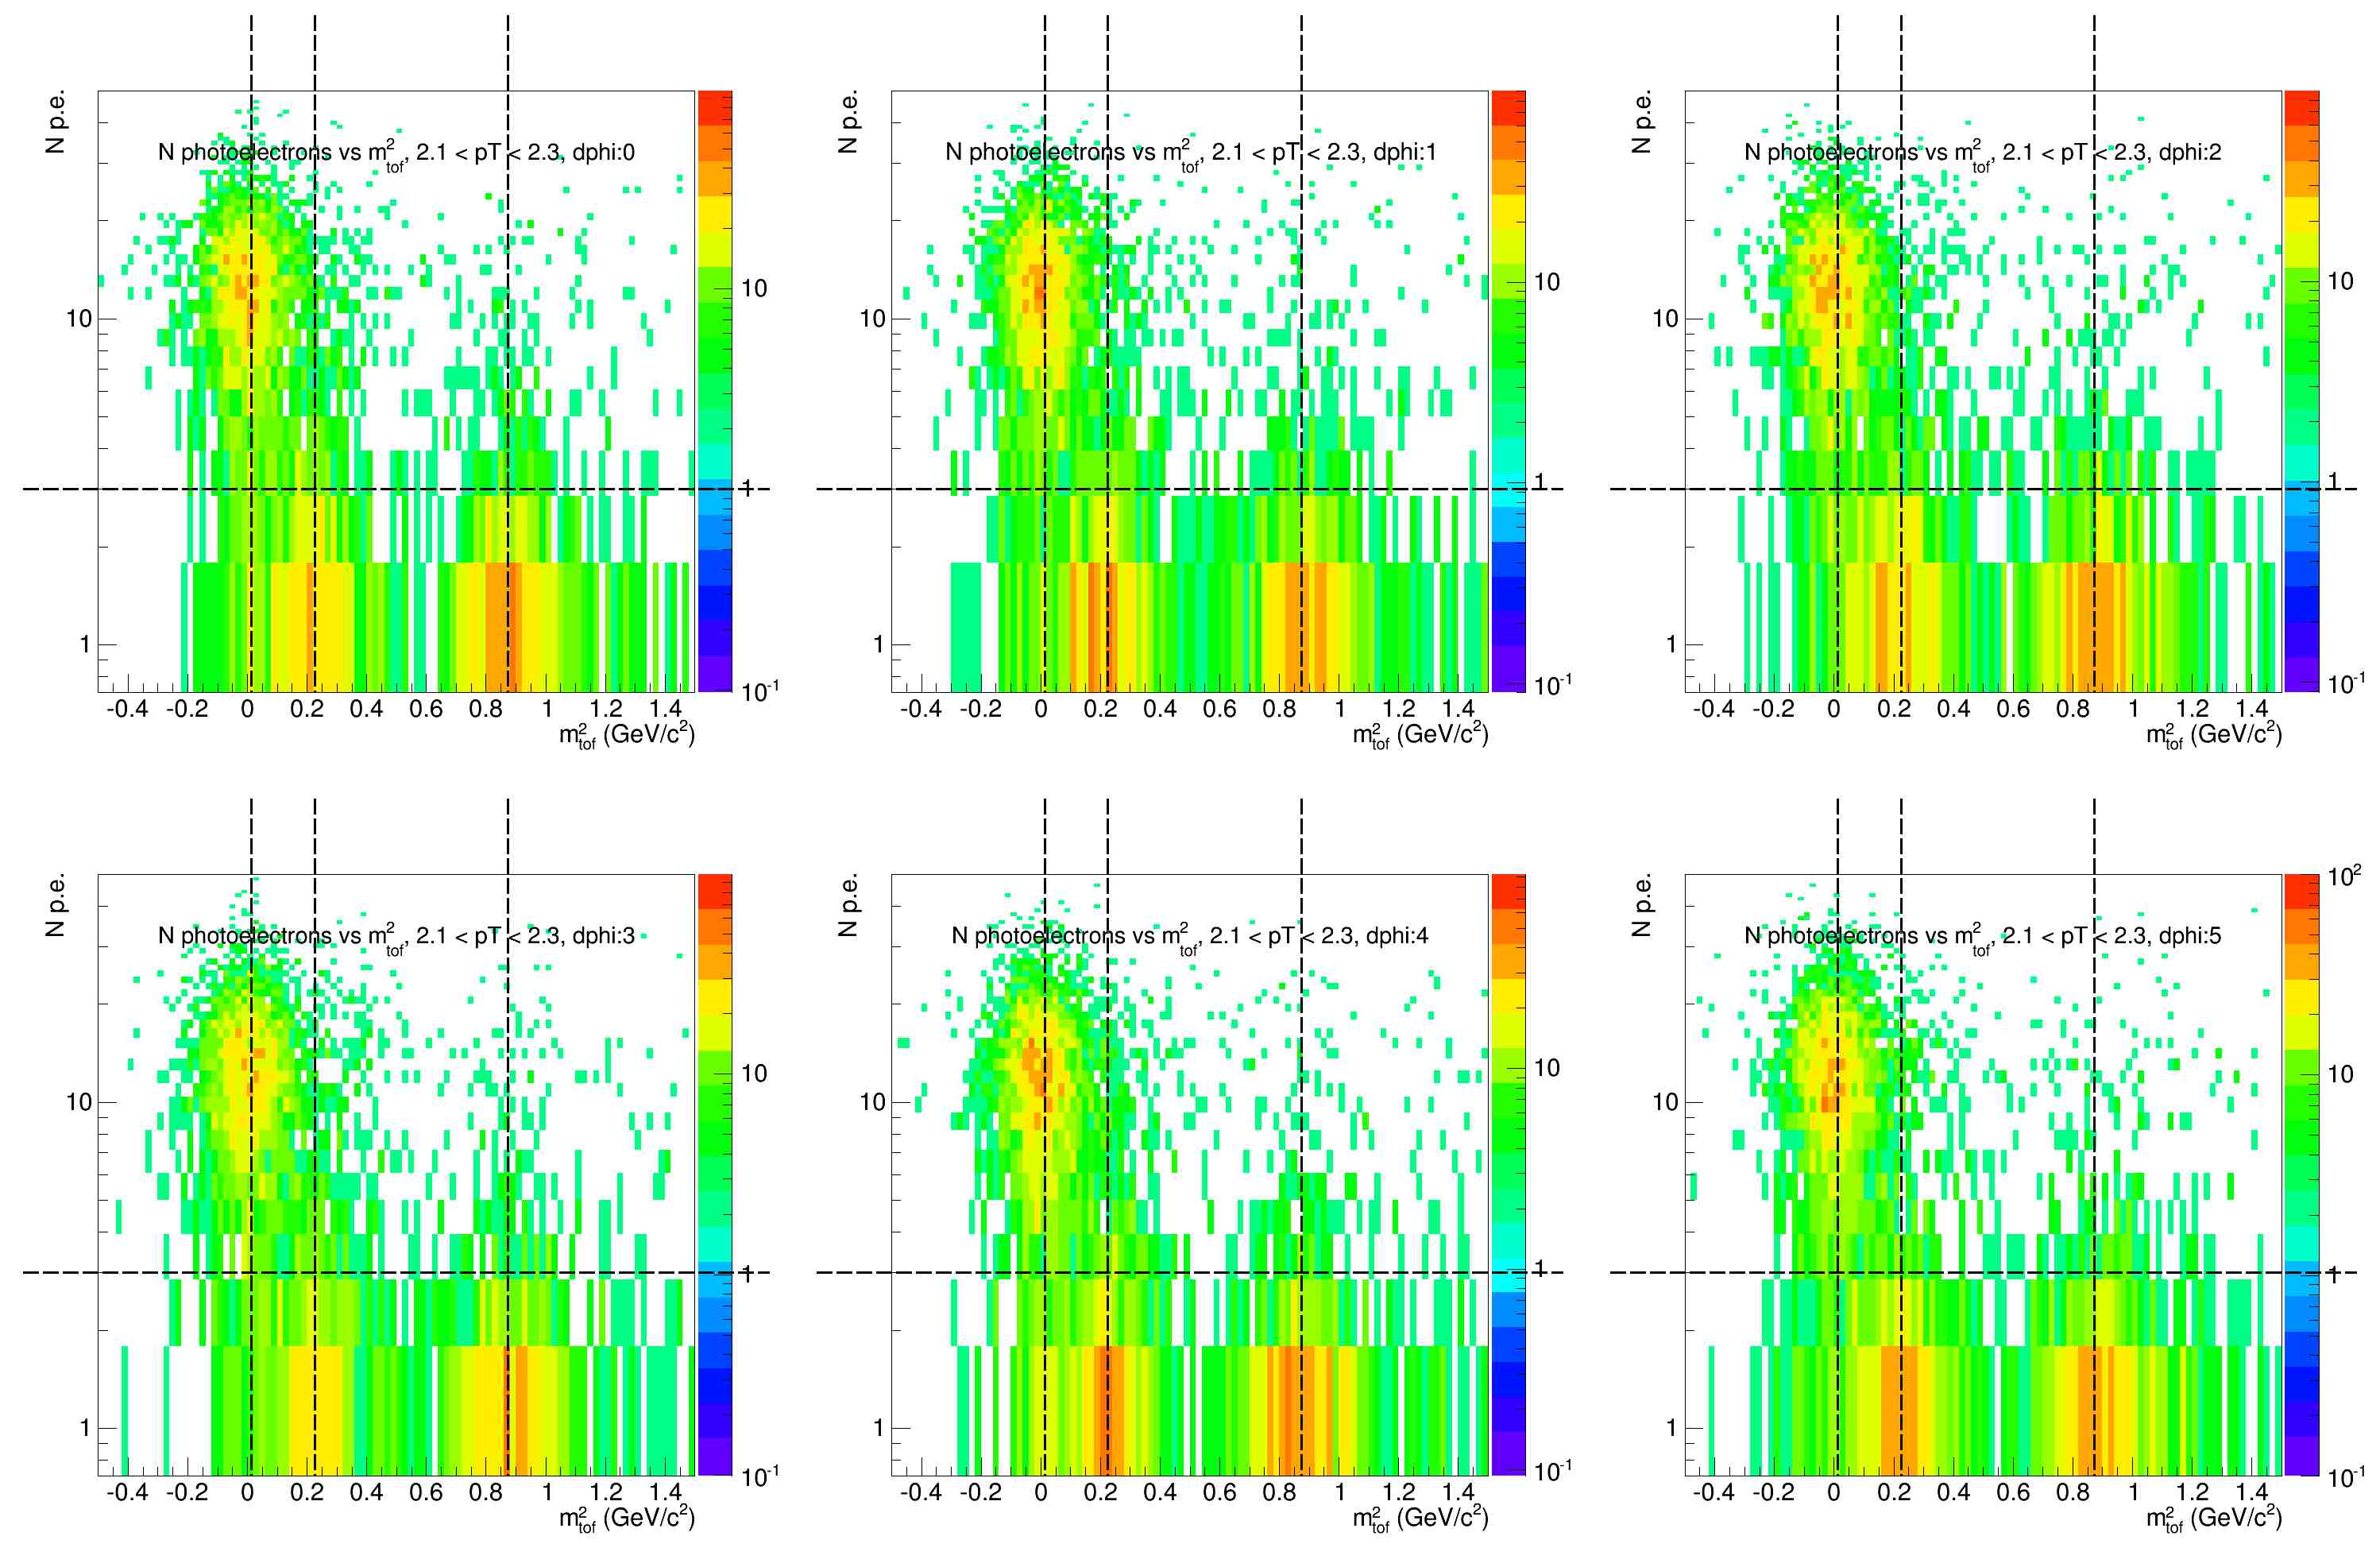 N p.e.
N photoelectrons vs m²tof, 2.1 < pT < 2.3, dphi:0
10
1
10
1
10⁻¹
-0.4 -0.2 0 0.2 0.4 0.6 0.8 1 1.2 1.4
m²tof (GeV/c²)
N p.e.
N photoelectrons vs m²tof, 2.1 < pT < 2.3, dphi:1
10
1
10
1
10⁻¹
-0.4 -0.2 0 0.2 0.4 0.6 0.8 1 1.2 1.4
m²tof (GeV/c²)
N p.e.
N photoelectrons vs m²tof, 2.1 < pT < 2.3, dphi:2
10
1
10
1
10⁻¹
-0.4 -0.2 0 0.2 0.4 0.6 0.8 1 1.2 1.4
m²tof (GeV/c²)
N p.e.
N photoelectrons vs m²tof, 2.1 < pT < 2.3, dphi:3
10
1
10
1
10⁻¹
-0.4 -0.2 0 0.2 0.4 0.6 0.8 1 1.2 1.4
m²tof (GeV/c²)
N p.e.
N photoelectrons vs m²tof, 2.1 < pT < 2.3, dphi:4
10
1
10
1
10⁻¹
-0.4 -0.2 0 0.2 0.4 0.6 0.8 1 1.2 1.4
m²tof (GeV/c²)
N p.e.
N photoelectrons vs m²tof, 2.1 < pT < 2.3, dphi:5
10
1
10²
10
1
10⁻¹
-0.4 -0.2 0 0.2 0.4 0.6 0.8 1 1.2 1.4
m²tof (GeV/c²)